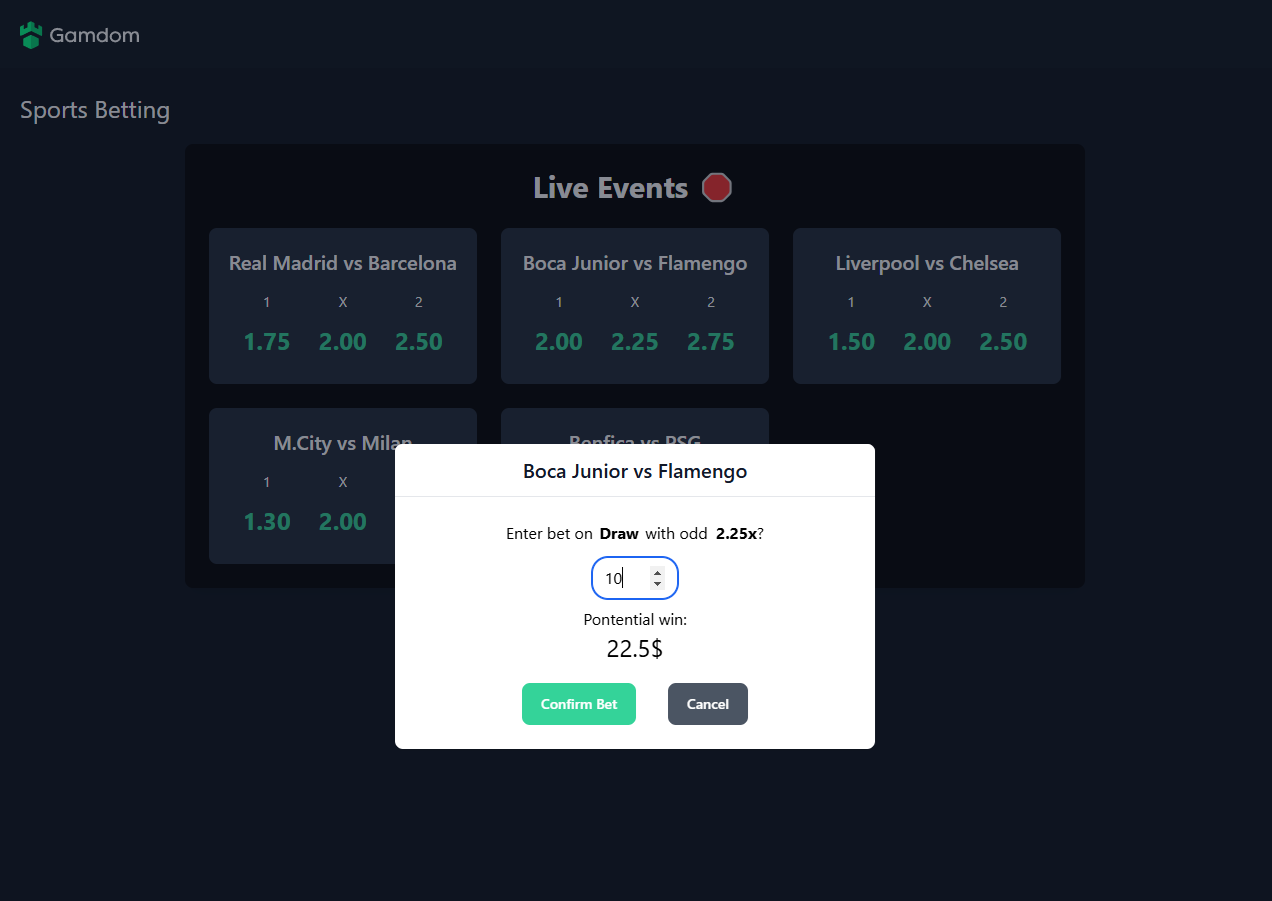 Gamdom
Sports Betting
Live Events
Real Madrid vs Barcelona
1 X 2
1.75 2.00 2.50
Boca Junior vs Flamengo
1 X 2
2.00 2.25 2.75
Liverpool vs Chelsea
1 X 2
1.50 2.00 2.50
M.City vs Milan
1 X
1.30 2.00
Benfica vs PSG
Boca Junior vs Flamengo
Enter bet on Draw with odd 2.25x?
10
Pontential win:
22.5$
Confirm Bet Cancel